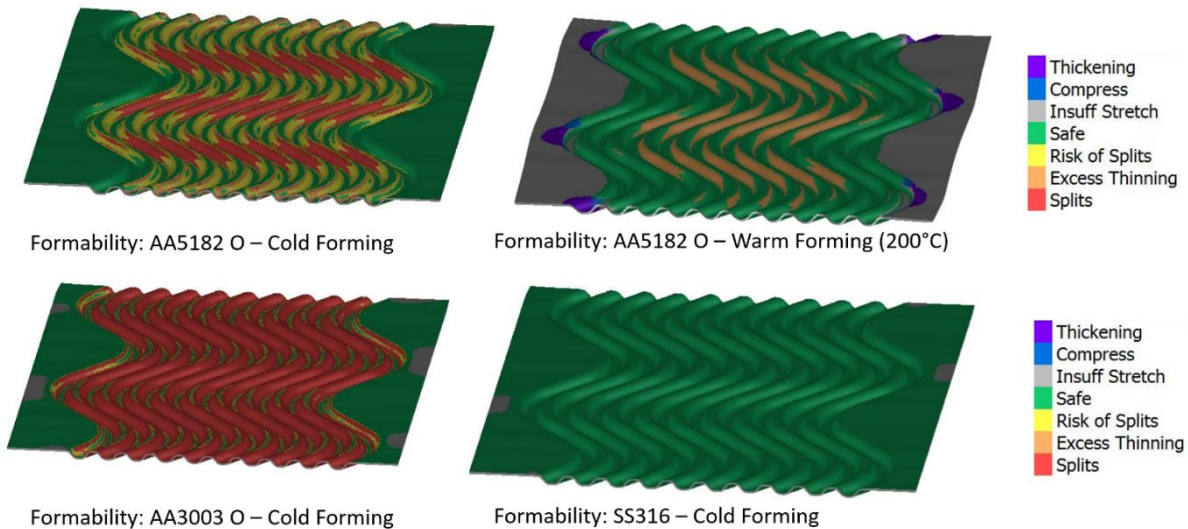 Thickening
Compress
Insuff Stretch
Safe
Risk of Splits
Excess Thinning
Splits
Formability: AA5182 O – Cold Forming
Formability: AA5182 O – Warm Forming (200°C)
Thickening
Compress
Insuff Stretch
Safe
Risk of Splits
Excess Thinning
Splits
Formability: AA3003 O – Cold Forming
Formability: SS316 – Cold Forming